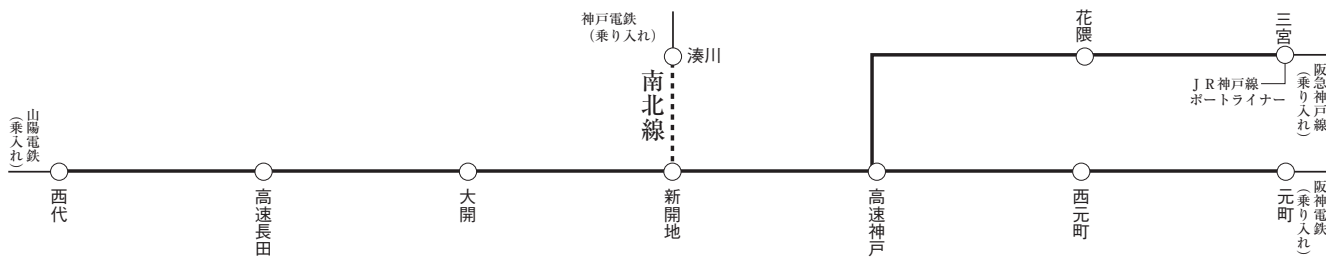 神戸電鉄
（乗り入れ）
湊川
南北線
花隈
三宮
ＪＲ神戸線
ポートライナー
阪急神戸線
（乗り入れ）
山陽電鉄
（乗入れ）
西代
高速長田
大開
新開地
高速神戸
西元町
元町
阪神電鉄
（乗り入れ）